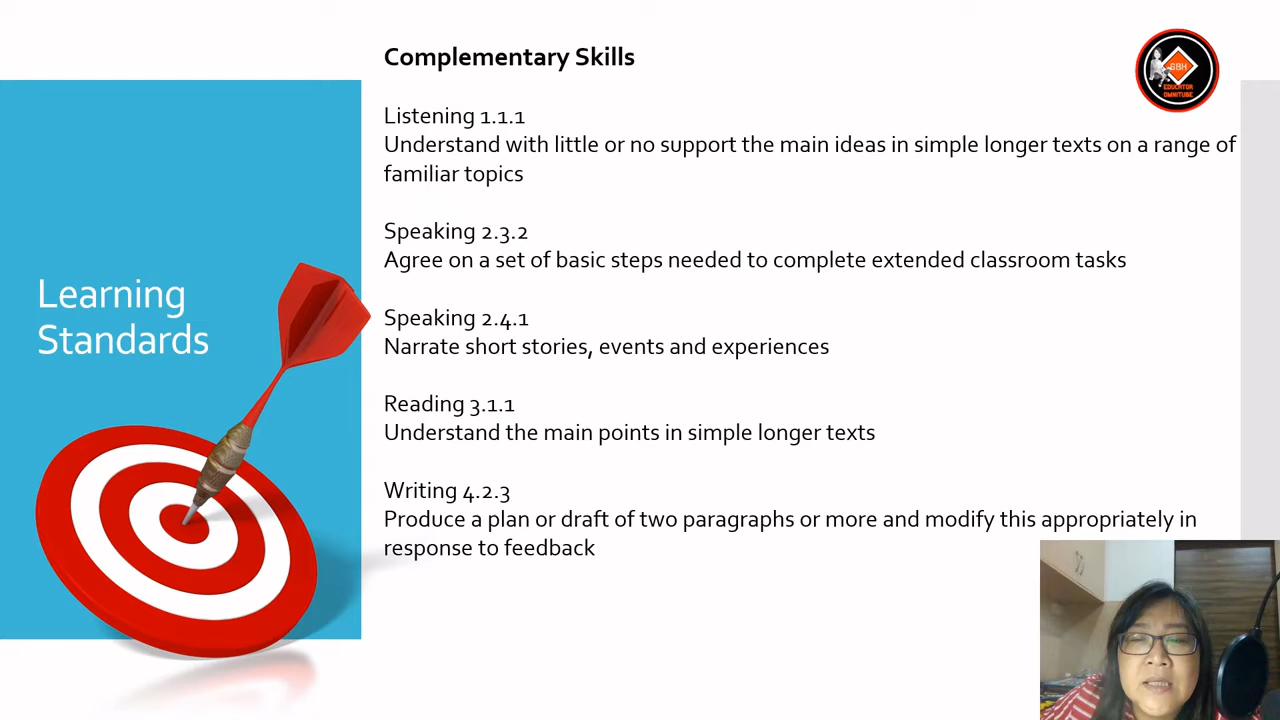 Complementary Skills
GBH
EDUCATOR
OMNITUBE
Listening 1.1.1
Understand with little or no support the main ideas in simple longer texts on a range of
familiar topics
Speaking 2.3.2
Agree on a set of basic steps needed to complete extended classroom tasks
Learning
Standards
Speaking 2.4.1
Narrate short stories, events and experiences
Reading 3.1.1
Understand the main points in simple longer texts
Writing 4.2.3
Produce a plan or draft of two paragraphs or more and modify this appropriately in
response to feedback